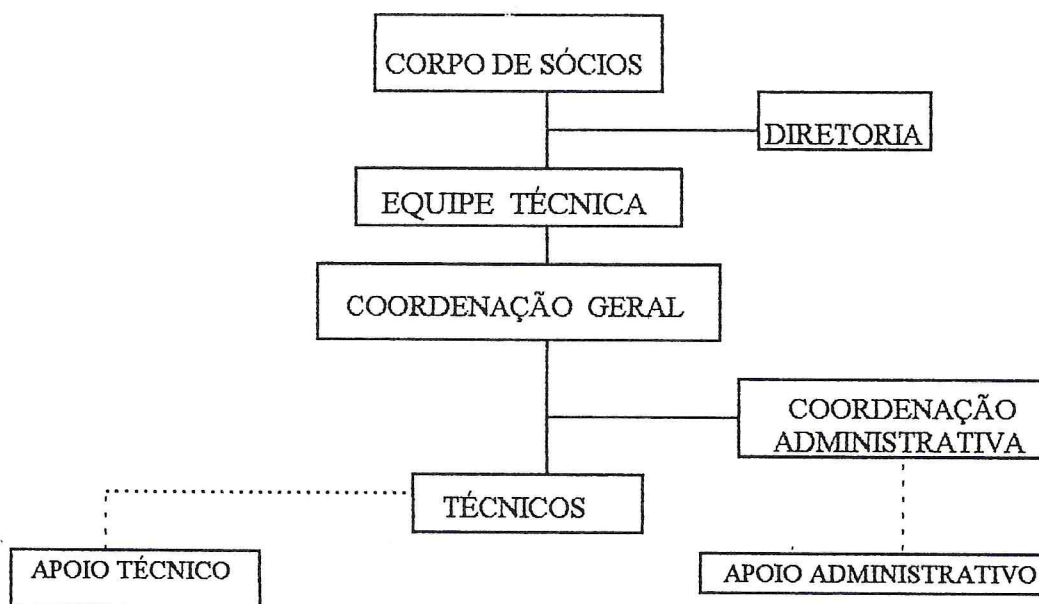 CORPO DE SÓCIOS
DIRETORIA
EQUIPE TÉCNICA
COORDENAÇÃO GERAL
COORDENAÇÃO
ADMINISTRATIVA
TÉCNICOS
APOIO TÉCNICO
APOIO ADMINISTRATIVO